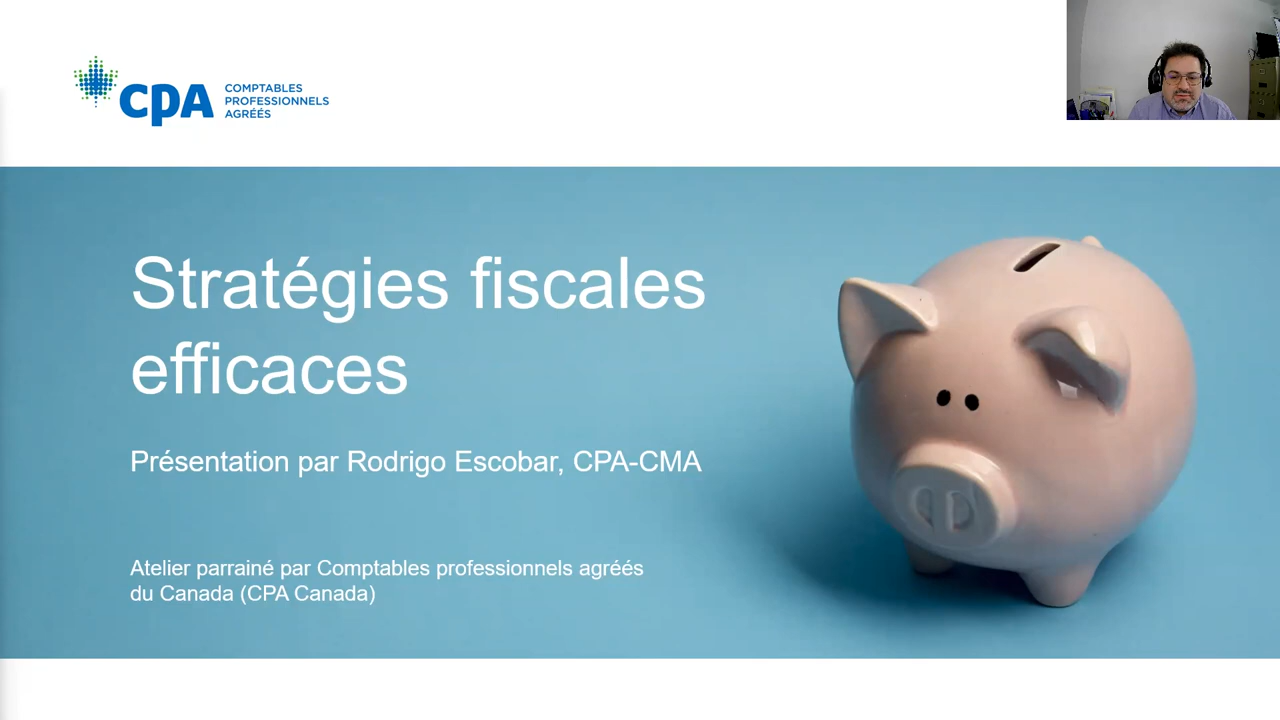 CPA
COMPTABLES
PROFESSIONNELS
AGRÉÉS
Stratégies fiscales
efficaces
Présentation par Rodrigo Escobar, CPA-CMA
Atelier parrainé par Comptables professionnels agréés
du Canada (CPA Canada)